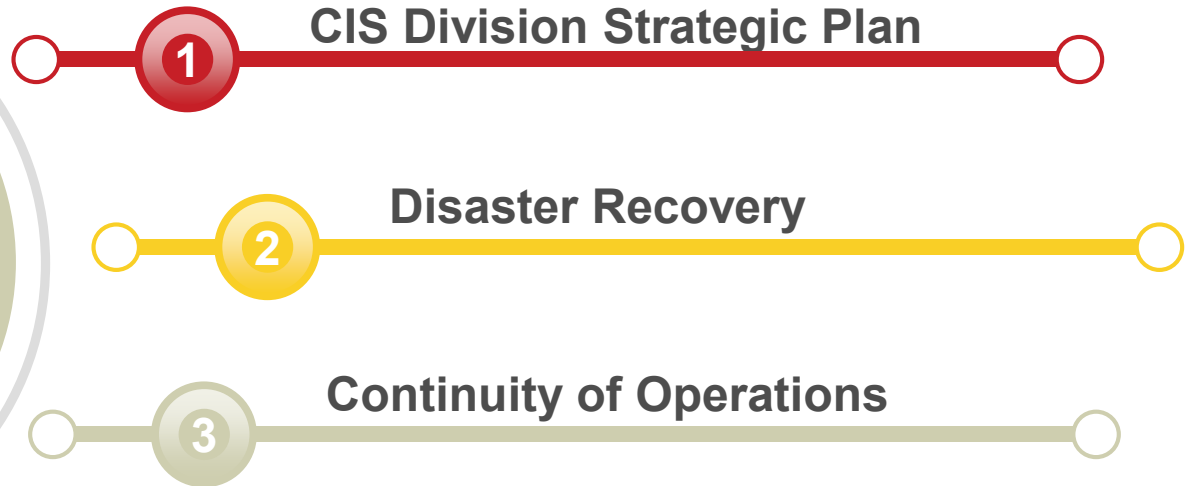 CIS Division Strategic Plan
1
Disaster Recovery
2
Continuity of Operations
3